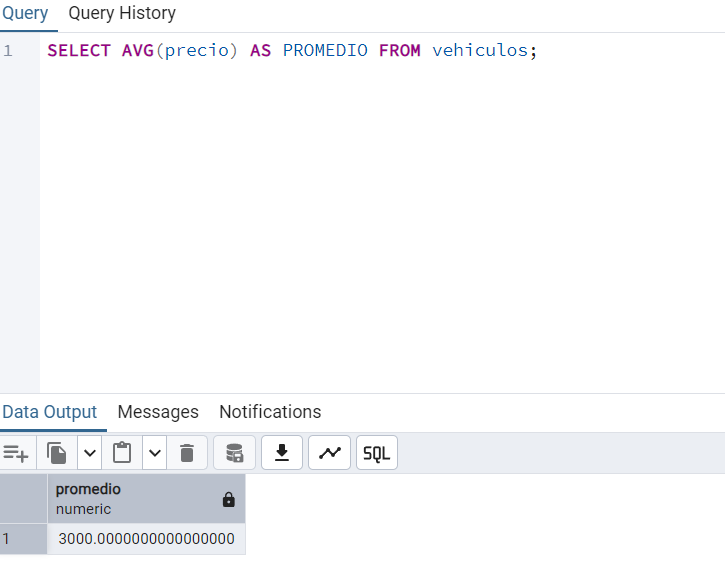 Query Query History
1 SELECT AVG(precio) AS PROMEDIO FROM vehiculos;
Data Output Messages Notifications
SQL
promedio
numeric
1 3000.0000000000000000